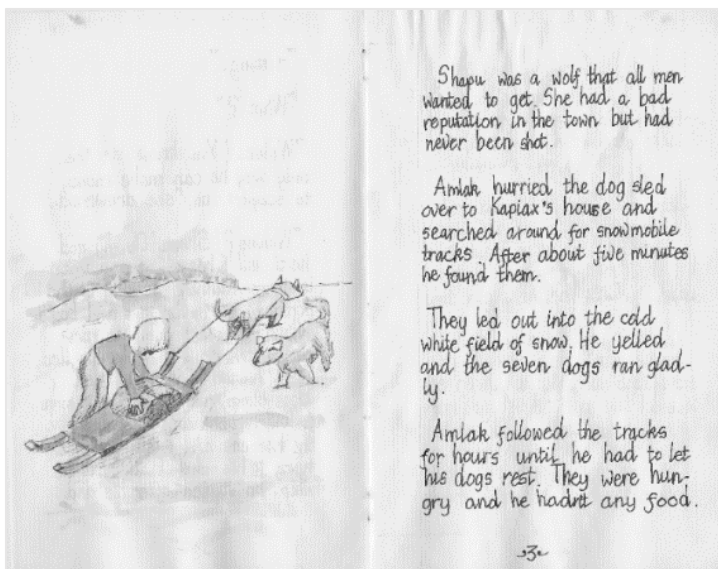 Shapu was a wolf that all men
wanted to get. She had a bad
reputation in the town but had
never been shot.
Amlak hurried the dog sled
over to Kapiax's house and
searched around for snowmobile
tracks. After about five minutes
he found them.
They led out into the cold
white field of snow. He yelled
and the seven dogs ran glad-
ly.
Amlak followed the tracks
for hours until he had to let
his dogs rest. They were hun-
gry and he hadn't any food.
3